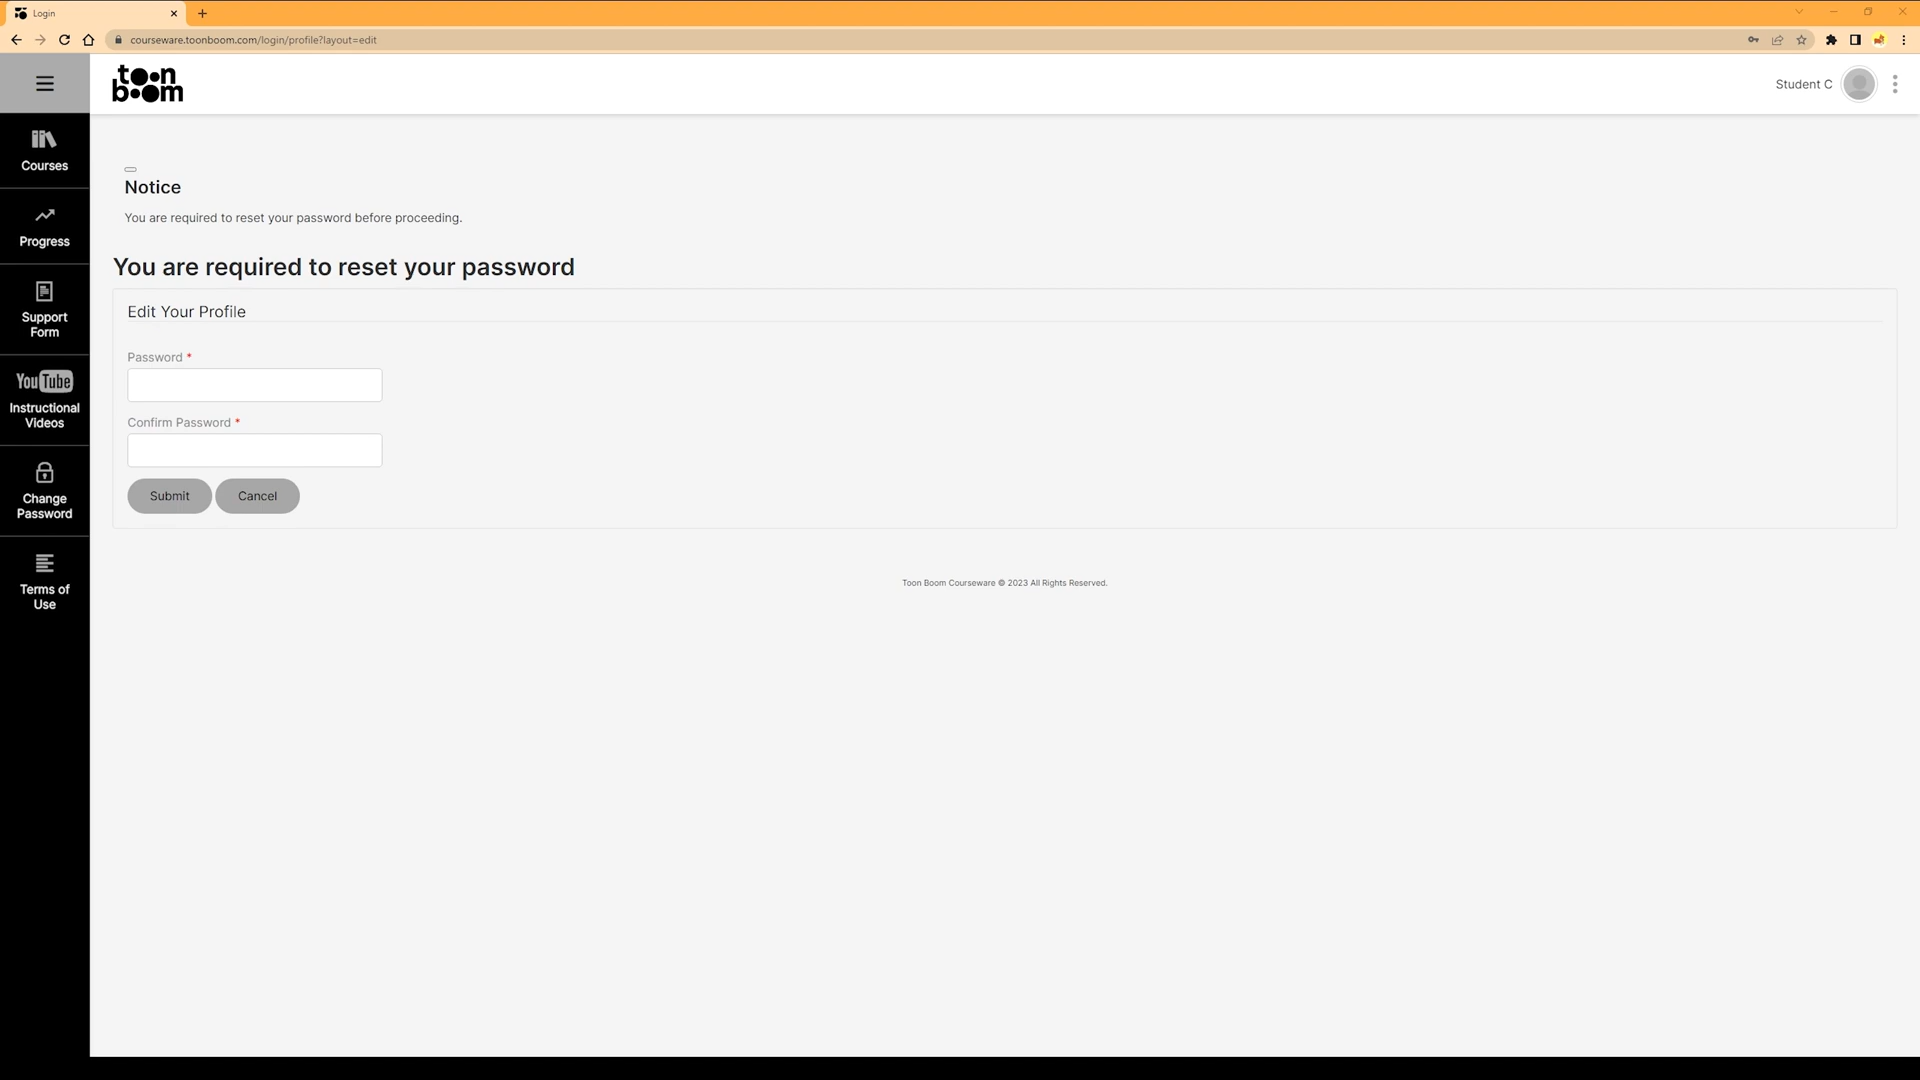 Login
courseware.toonboom.com/login/profile?layout=edit
toon
boom
Student C
Courses
Progress
Support
Form
YouTube
Instructional
Videos
Change
Password
Terms of
Use
Notice
You are required to reset your password before proceeding.
You are required to reset your password
Edit Your Profile
Password *
Confirm Password *
Submit Cancel
Toon Boom Courseware © 2023 All Rights Reserved.